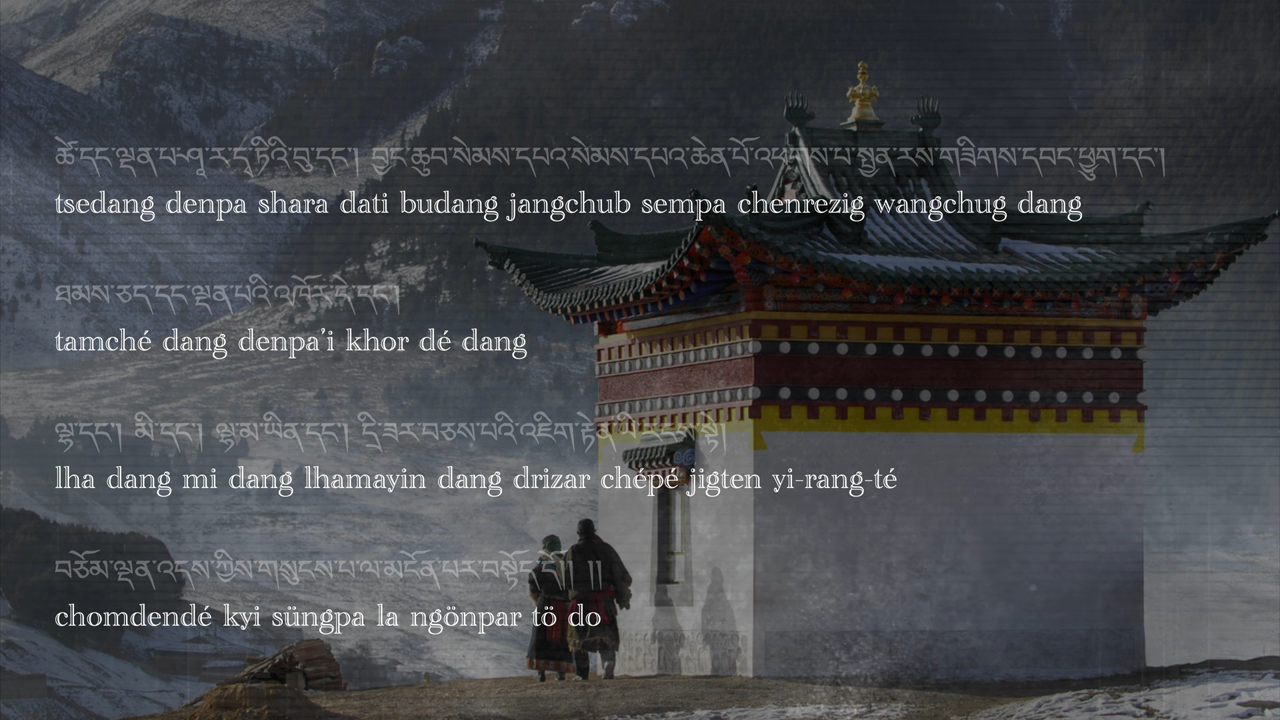 ཚེ་དང་ལྡན་པ་ཤཱ་ར་དྭ་ཏིའི་བུ་དང༌། བྱང་ཆུབ་སེམས་དཔའ་སེམས་དཔའ་ཆེན་པོ་འཕགས་པ་སྤྱན་རས་གཟིགས་དབང་ཕྱུག་དང༌།
tsedang denpa shara dati budang jangchub sempa chenrezig wangchug dang
ཐམས་ཅད་དང་ལྡན་པའི་འཁོར་དེ་དང༌།
tamché dang denpa’i khor dé dang
ལྷ་དང༌། མི་དང༌། ལྷ་མ་ཡིན་དང༌། དྲི་ཟར་བཅས་པའི་འཇིག་རྟེན་ཡི་རངས་ཏེ།
lha dang mi dang lhamayin dang drizar chépé jigten yi-rang-té
བཅོམ་ལྡན་འདས་ཀྱིས་གསུངས་པ་ལ་མངོན་པར་བསྟོད་དོ།། །།
chomdendé kyi süngpa la ngönpar tö do